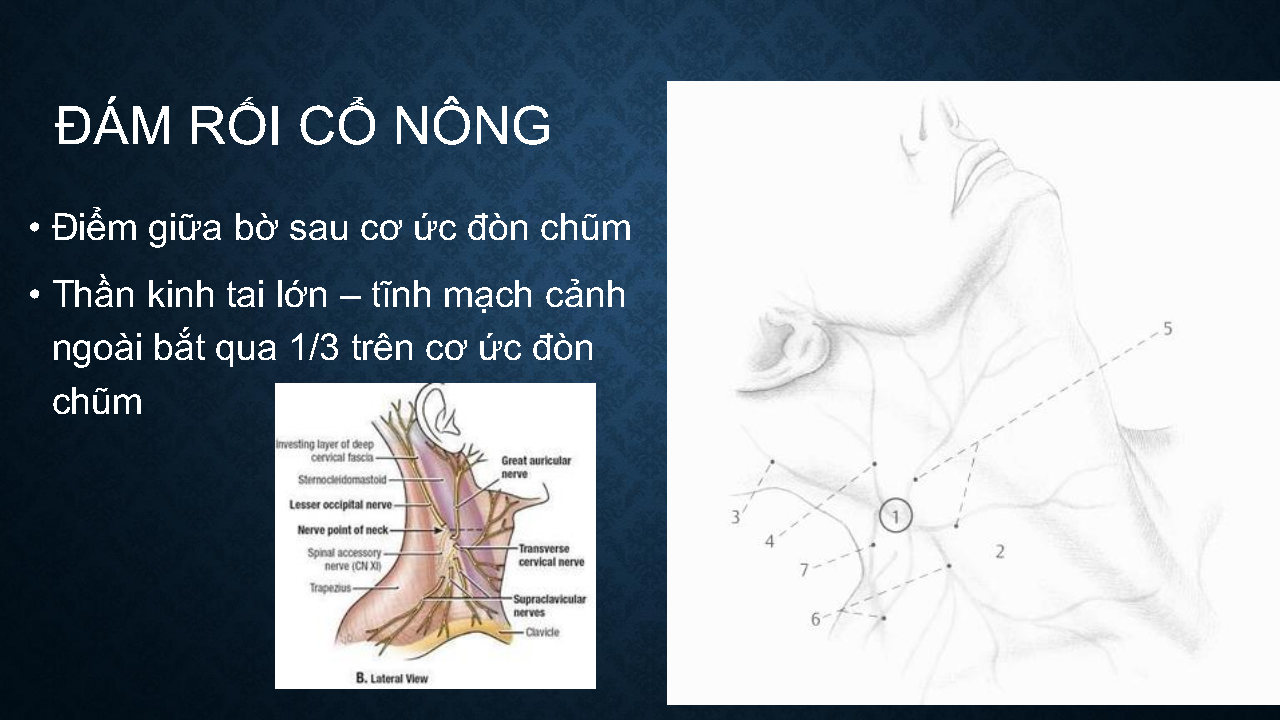 ĐÁM RỐI CỔ NÔNG
• Điểm giữa bờ sau cơ ức đòn chũm
• Thần kinh tai lớn – tĩnh mạch cảnh
ngoài bắt qua 1/3 trên cơ ức đòn
chũm
Investing layer of deep
cervical fascia
Sternocleidomastoid
Lesser occipital nerve
Nerve point of neck
Spinal accessory
nerve (CN XI)
Trapezius
Great auricular
nerve
Transverse
cervical nerve
Supraclavicular
nerves
Clavicle
B. Lateral View
5
3
4
1
2
7
6